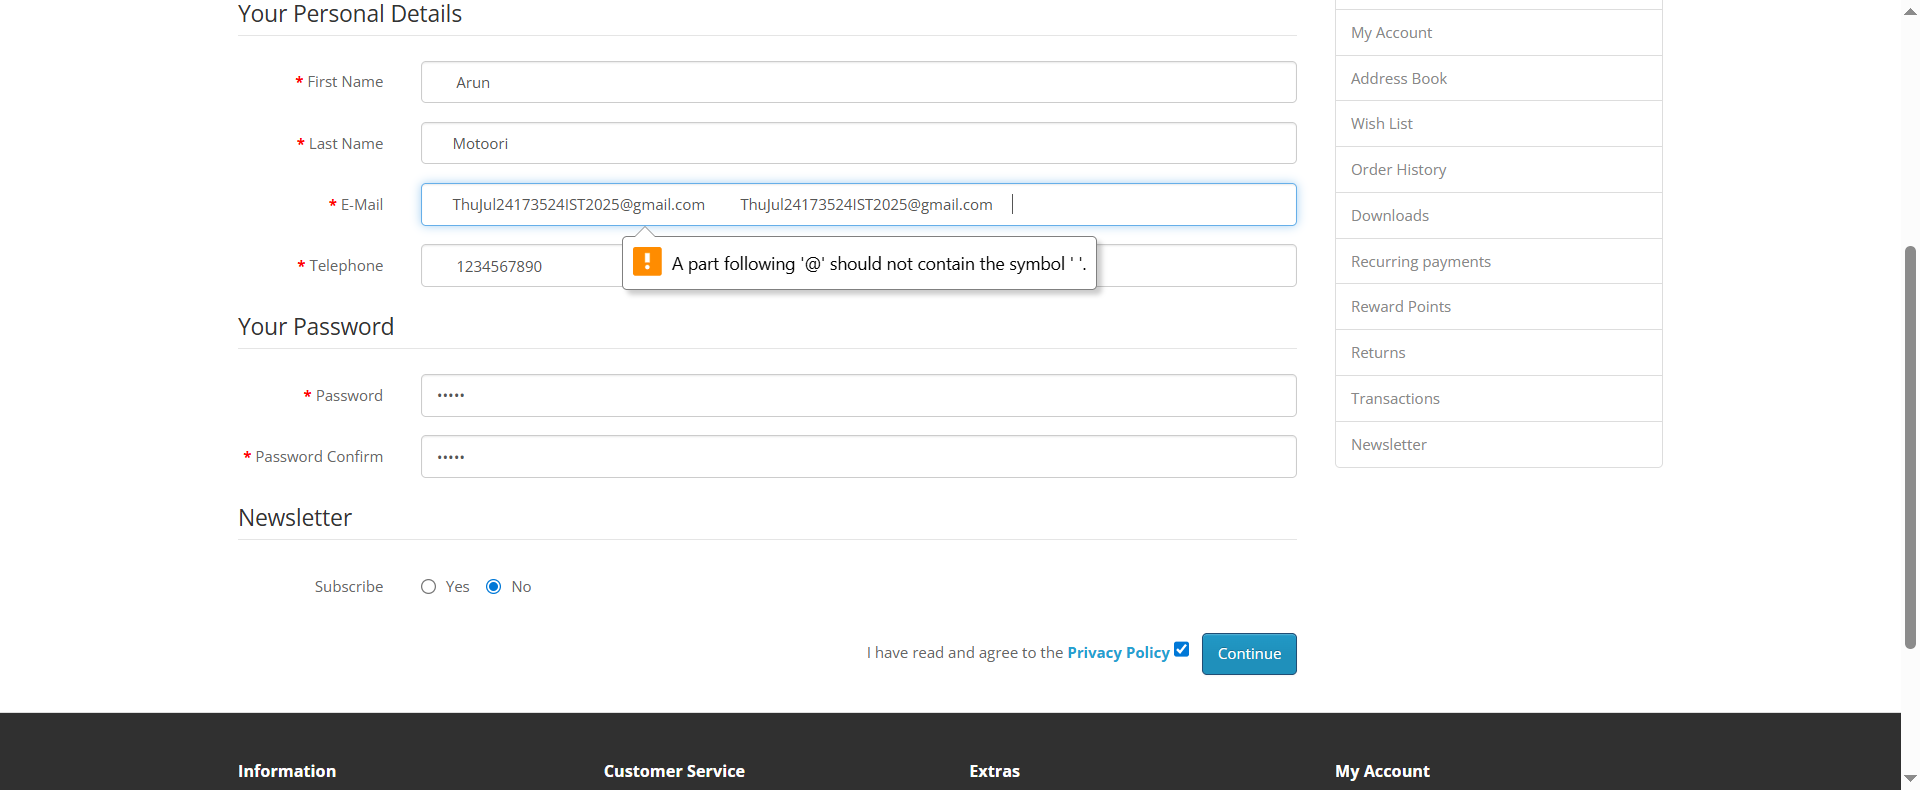 Your Personal Details
* First Name
Arun
* Last Name
Motoori
* E-Mail
ThuJul24173524IST2025@gmail.com ThuJul24173524IST2025@gmail.com
A part following '@' should not contain the symbol ' '.
* Telephone
1234567890
Your Password
* Password
•••••
* Password Confirm
•••••
Newsletter
Subscribe
Yes
No
I have read and agree to the Privacy Policy
Continue
My Account
Address Book
Wish List
Order History
Downloads
Recurring payments
Reward Points
Returns
Transactions
Newsletter
Information
Customer Service
Extras
My Account